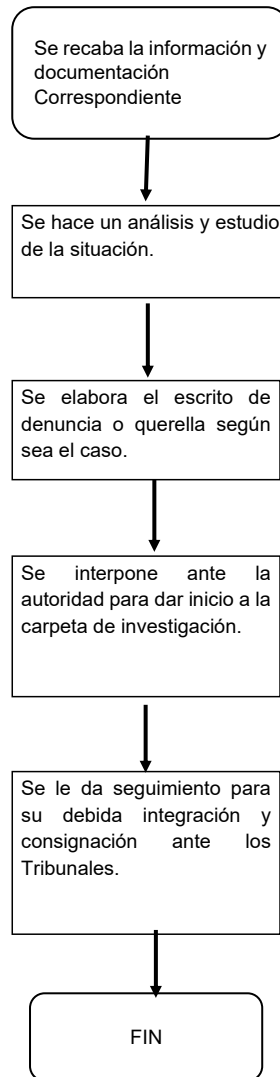 Se recaba la información y
documentación
Correspondiente
Se hace un análisis y estudio
de la situación.
Se elabora el escrito de
denuncia o querella según
sea el caso.
Se interpone ante la
autoridad para dar inicio a la
carpeta de investigación.
Se le da seguimiento para
su debida integración y
consignación ante los
Tribunales.
FIN